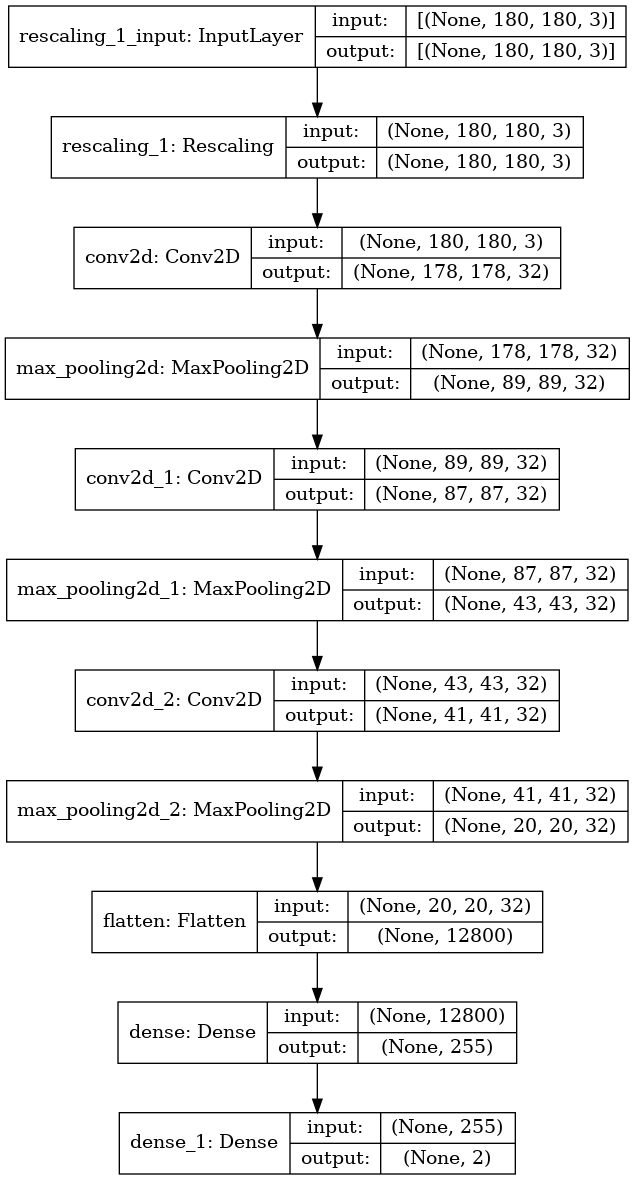 rescaling_1_input: InputLayer
input: [(None, 180, 180, 3)]
output: [(None, 180, 180, 3)]
rescaling_1: Rescaling
input: (None, 180, 180, 3)
output: (None, 180, 180, 3)
conv2d: Conv2D
input: (None, 180, 180, 3)
output: (None, 178, 178, 32)
max_pooling2d: MaxPooling2D
input: (None, 178, 178, 32)
output: (None, 89, 89, 32)
conv2d_1: Conv2D
input: (None, 89, 89, 32)
output: (None, 87, 87, 32)
max_pooling2d_1: MaxPooling2D
input: (None, 87, 87, 32)
output: (None, 43, 43, 32)
conv2d_2: Conv2D
input: (None, 43, 43, 32)
output: (None, 41, 41, 32)
max_pooling2d_2: MaxPooling2D
input: (None, 41, 41, 32)
output: (None, 20, 20, 32)
flatten: Flatten
input: (None, 20, 20, 32)
output: (None, 12800)
dense: Dense
input: (None, 12800)
output: (None, 255)
dense_1: Dense
input: (None, 255)
output: (None, 2)